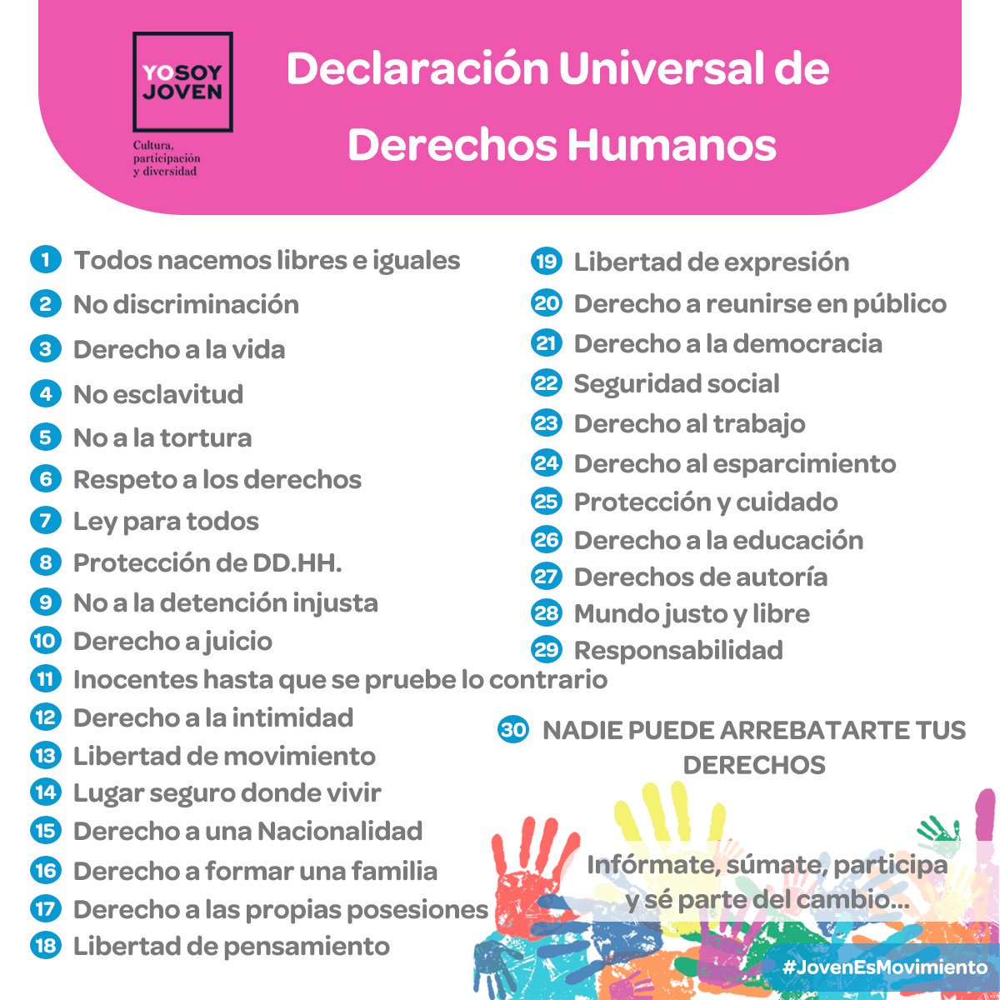 YOSOY
JOVEN
Cultura,
participación
y diversidad
Declaración Universal de
Derechos Humanos
1 Todos nacemos libres e iguales
2 No discriminación
3 Derecho a la vida
4 No esclavitud
5 No a la tortura
6 Respeto a los derechos
7 Ley para todos
8 Protección de DD.HH.
9 No a la detención injusta
10 Derecho a juicio
11 Inocentes hasta que se pruebe lo contrario
12 Derecho a la intimidad
13 Libertad de movimiento
14 Lugar seguro donde vivir
15 Derecho a una Nacionalidad
16 Derecho a formar una familia
17 Derecho a las propias posesiones
18 Libertad de pensamiento
19 Libertad de expresión
20 Derecho a reunirse en público
21 Derecho a la democracia
22 Seguridad social
23 Derecho al trabajo
24 Derecho al esparcimiento
25 Protección y cuidado
26 Derecho a la educación
27 Derechos de autoría
28 Mundo justo y libre
29 Responsabilidad
30 NADIE PUEDE ARREBATARTE TUS
DERECHOS
Infórmate, súmate, participa
y sé parte del cambio...
#JovenEsMovimiento